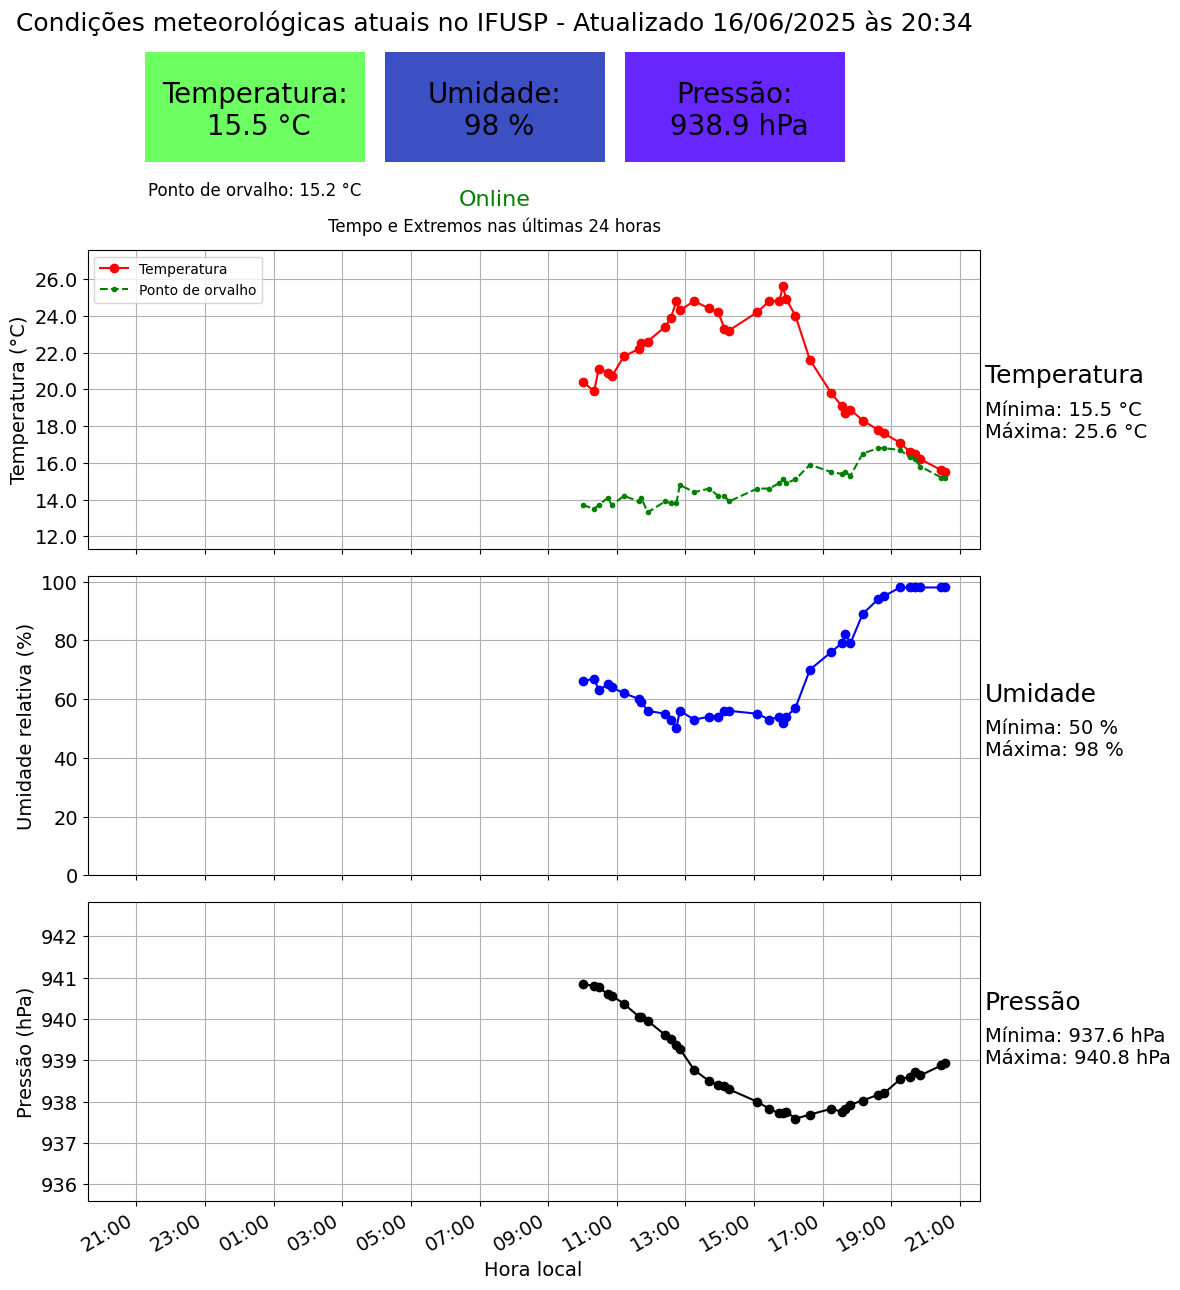 Condições meteorológicas atuais no IFUSP - Atualizado 16/06/2025 às 20:34
Temperatura:
15.5 °C
Umidade:
98 %
Pressão:
938.9 hPa
Ponto de orvalho: 15.2 °C
Online
Tempo e Extremos nas últimas 24 horas
Temperatura
Ponto de orvalho
Temperatura (°C)
26.0
24.0
22.0
20.0
18.0
16.0
14.0
12.0
Temperatura
Mínima: 15.5 °C
Máxima: 25.6 °C
Umidade relativa (%)
100
80
60
40
20
0
Umidade
Mínima: 50 %
Máxima: 98 %
Pressão (hPa)
942
941
940
939
938
937
936
Pressão
Mínima: 937.6 hPa
Máxima: 940.8 hPa
21:00 23:00 01:00 03:00 05:00 07:00 09:00 11:00 13:00 15:00 17:00 19:00 21:00
Hora local